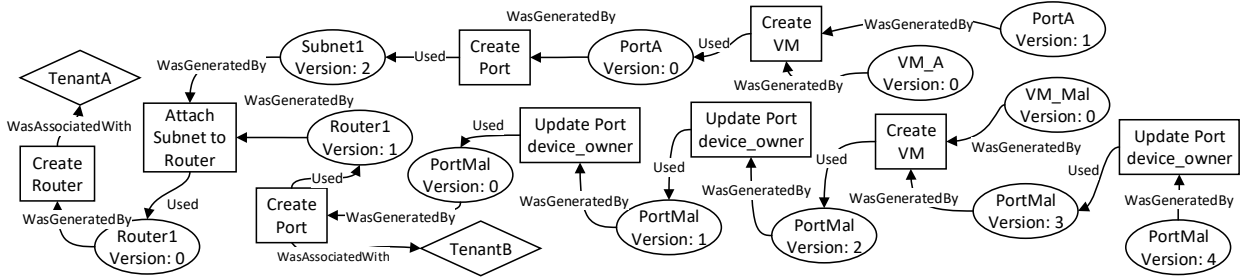 TenantA
WasAssociatedWith
Create
Router
WasGeneratedBy
Router1
Version: 0
Used
Attach
Subnet to
Router
WasGeneratedBy
Subnet1
Version: 2
WasGeneratedBy
Router1
Version: 1
Used
Create
Port
WasGeneratedBy
PortA
Version: 0
Used
Create
VM
WasGeneratedBy
PortA
Version: 1
WasGeneratedBy
VM_A
Version: 0
Used
Create
Port
WasAssociatedWith
TenantB
WasGeneratedBy
PortMal
Version: 0
Used
Update Port
device_owner
WasGeneratedBy
PortMal
Version: 1
Used
Update Port
device_owner
WasGeneratedBy
PortMal
Version: 2
Used
Create
VM
WasGeneratedBy
VM_Mal
Version: 0
WasGeneratedBy
PortMal
Version: 3
Used
Update Port
device_owner
WasGeneratedBy
PortMal
Version: 4